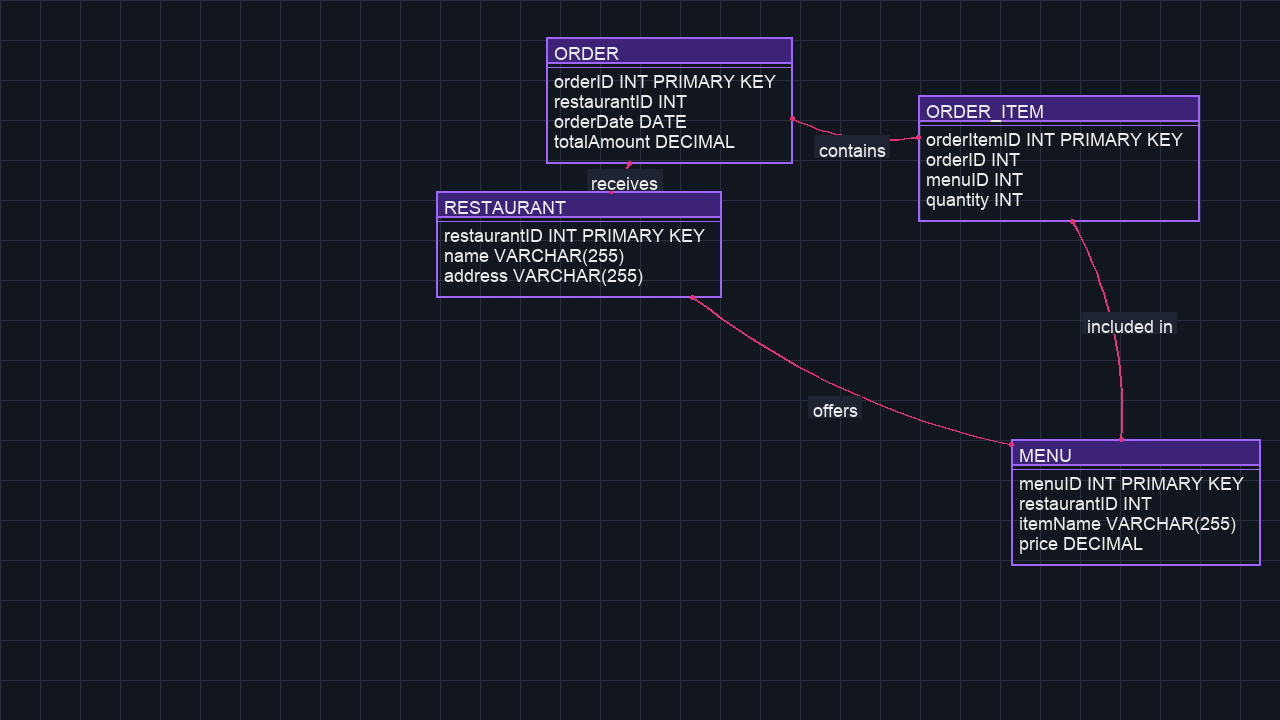 ORDER
orderID INT PRIMARY KEY
restaurantID INT
orderDate DATE
totalAmount DECIMAL
ORDER_ITEM
orderItemID INT PRIMARY KEY
orderID INT
menuID INT
quantity INT
contains
receives
RESTAURANT
restaurantID INT PRIMARY KEY
name VARCHAR(255)
address VARCHAR(255)
included in
offers
MENU
menuID INT PRIMARY KEY
restaurantID INT
itemName VARCHAR(255)
price DECIMAL